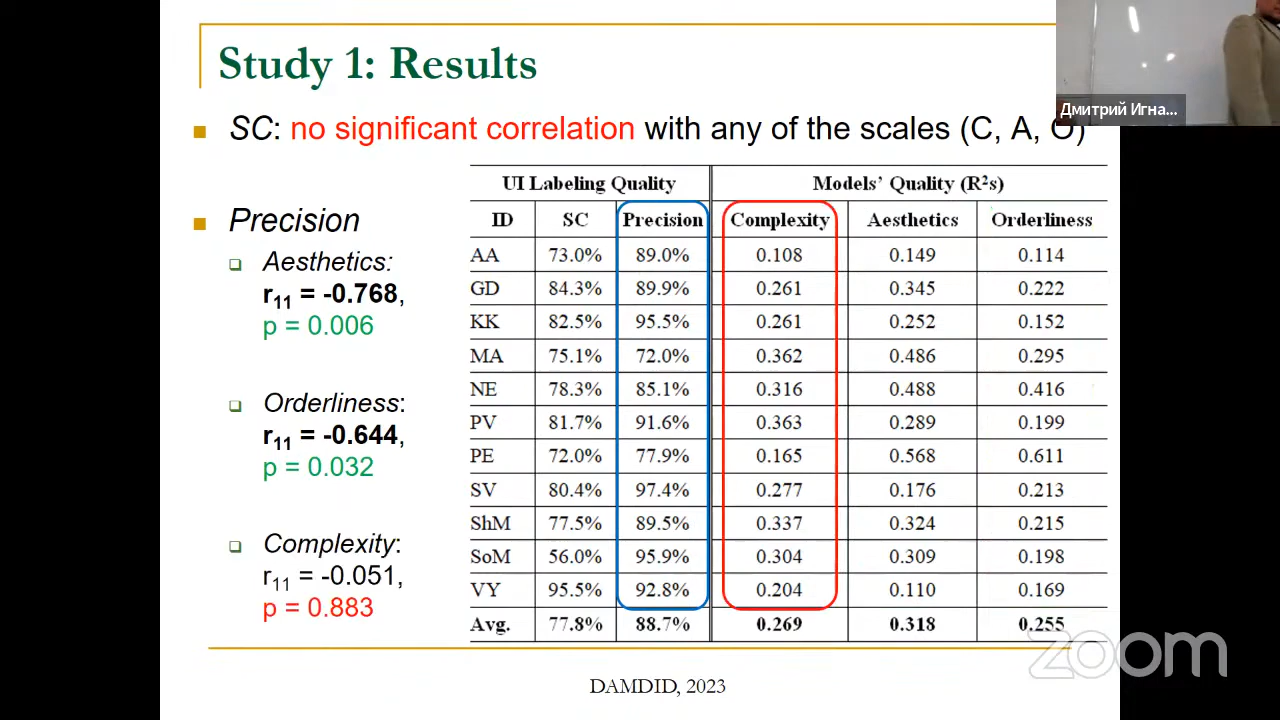 Study 1: Results
Дмитрий Игна...
SC: no significant correlation with any of the scales (C, A, O)
Precision
Aesthetics:
r11 = -0.768,
p = 0.006
Orderliness:
r11 = -0.644,
p = 0.032
Complexity:
r11 = -0.051,
p = 0.883
UI Labeling Quality Models’ Quality (R²s)
ID SC Precision Complexity Aesthetics Orderliness
AA 73.0% 89.0% 0.108 0.149 0.114
GD 84.3% 89.9% 0.261 0.345 0.222
KK 82.5% 95.5% 0.261 0.252 0.152
MA 75.1% 72.0% 0.362 0.486 0.295
NE 78.3% 85.1% 0.316 0.488 0.416
PV 81.7% 91.6% 0.363 0.289 0.199
PE 72.0% 77.9% 0.165 0.568 0.611
SV 80.4% 97.4% 0.277 0.176 0.213
ShM 77.5% 89.5% 0.337 0.324 0.215
SoM 56.0% 95.9% 0.304 0.309 0.198
VY 95.5% 92.8% 0.204 0.110 0.169
Avg. 77.8% 88.7% 0.269 0.318 0.255
zoom
DAMDID, 2023